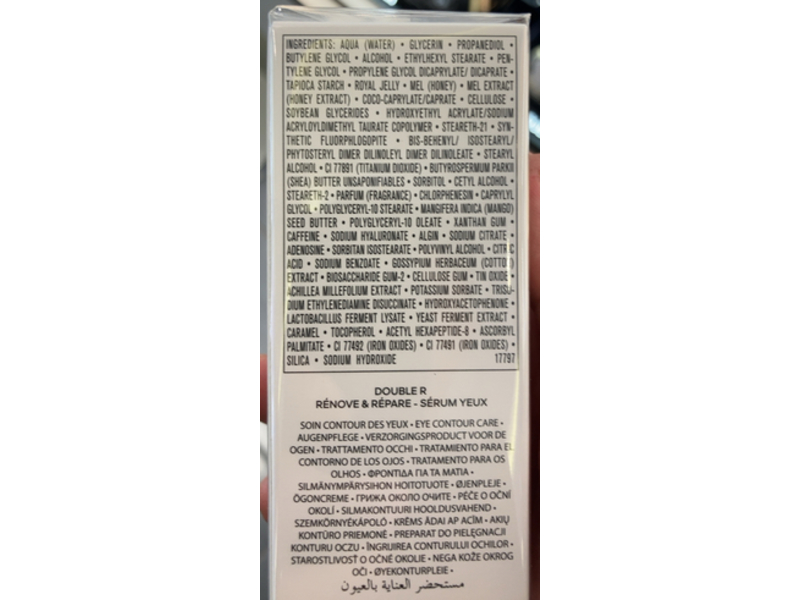 INGREDIENTS: AQUA (WATER) • GLYCERIN • PROPANEDIOL •
BUTYLENE GLYCOL • ALCOHOL • ETHYLHEXYL STEARATE • PEN-
TYLENE GLYCOL • PROPYLENE GLYCOL DICAPRYLATE/ DICAPRATE •
TAPIOCA STARCH • ROYAL JELLY • MEL (HONEY) • MEL EXTRACT
(HONEY EXTRACT) • COCO-CAPRYLATE/CAPRATE • CELLULOSE •
SOYBEAN GLYCERIDES • HYDROXYETHYL ACRYLATE/SODIUM
ACRYLOYLDIMETHYL TAURATE COPOLYMER • STEARETH-21 • SYN-
THETIC FLUORPHLOGOPITE • BIS-BEHENYL/ ISOSTEARYL/
PHYTOSTERYL DIMER DILINOLEYL DIMER DILINOLEATE • STEARYL
ALCOHOL • CI 77891 (TITANIUM DIOXIDE) • BUTYROSPERMUM PARKII
(SHEA) BUTTER UNSAPONIFIABLES • SORBITOL • CETYL ALCOHOL •
STEARETH-2 • PARFUM (FRAGRANCE) • CHLORPHENESIN • CAPRYLYL
GLYCOL • POLYGLYCERYL-10 STEARATE • MANGIFERA INDICA (MANGO)
SEED BUTTER • POLYGLYCERYL-10 OLEATE • XANTHAN GUM •
CAFFEINE • SODIUM HYALURONATE • ALGIN • SODIUM CITRATE •
ADENOSINE • SORBITAN ISOSTEARATE • POLYVINYL ALCOHOL • CITRIC
ACID • SODIUM BENZOATE • GOSSYPIUM HERBACEUM (COTTON)
EXTRACT • BIOSACCHARIDE GUM-2 • CELLULOSE GUM • TIN OXIDE •
ACHILLEA MILLEFOLIUM EXTRACT • POTASSIUM SORBATE • TRISO-
DIUM ETHYLENEDIAMINE DISUCCINATE • HYDROXYACETOPHENONE •
LACTOBACILLUS FERMENT LYSATE • YEAST FERMENT EXTRACT •
CARAMEL • TOCOPHEROL • ACETYL HEXAPEPTIDE-8 • ASCORBYL
PALMITATE • CI 77492 (IRON OXIDES) • CI 77491 (IRON OXIDES) •
SILICA • SODIUM HYDROXIDE 17797
DOUBLE R
RÉNOVE & RÉPARE - SÉRUM YEUX
SOIN CONTOUR DES YEUX • EYE CONTOUR CARE •
AUGENPFLEGE • VERZORGINGSPRODUCT VOOR DE
OGEN • TRATTAMENTO OCCHI • TRATAMIENTO PARA EL
CONTORNO DE LOS OJOS • TRATAMENTO PARA OS
OLHOS • ΦΡΟΝΤΙΔΑ ΓΙΑ ΤΑ ΜΑΤΙΑ •
SILMÄNYMPÄRYSIHON HOITOTUOTE • ØJENPLEJE •
ÖGONCREME • ГРИЖА ОКОЛО ОЧИТЕ • PÉČE O OČNÍ
OKOLÍ • SILMAKONTUURI HOOLDUSVAHEND •
SZEMKÖRNYÉKÁPOLÓ • KRĒMS ĀDAI AP ACĪM • AKIŲ
KONTŪRO PRIEMONĖ • PREPARAT DO PIELĘGNACJI
KONTURU OCZU • ÎNGRIJIREA CONTURULUI OCHILOR •
STAROSTLIVOSŤ O OČNÉ OKOLIE • NEGA KOŽE OKROG
OČI • ØYEKONTURPLEIE •
مستحضر العناية بالعيون